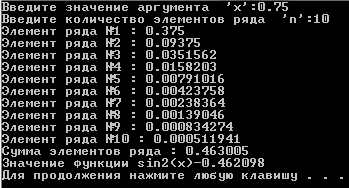 Введите значение аргумента 'x':0.75
Введите количество элементов ряда 'n':10
Элемент ряда №1 : 0.375
Элемент ряда №2 : 0.09375
Элемент ряда №3 : 0.0351562
Элемент ряда №4 : 0.0158203
Элемент ряда №5 : 0.00791016
Элемент ряда №6 : 0.00423758
Элемент ряда №7 : 0.00238364
Элемент ряда №8 : 0.00139046
Элемент ряда №9 : 0.000834274
Элемент ряда №10 : 0.000511941
Сумма элементов ряда : 0.463005
Значение функции sin2(x)-0.462098
Для продолжения нажмите любую клавишу . . .